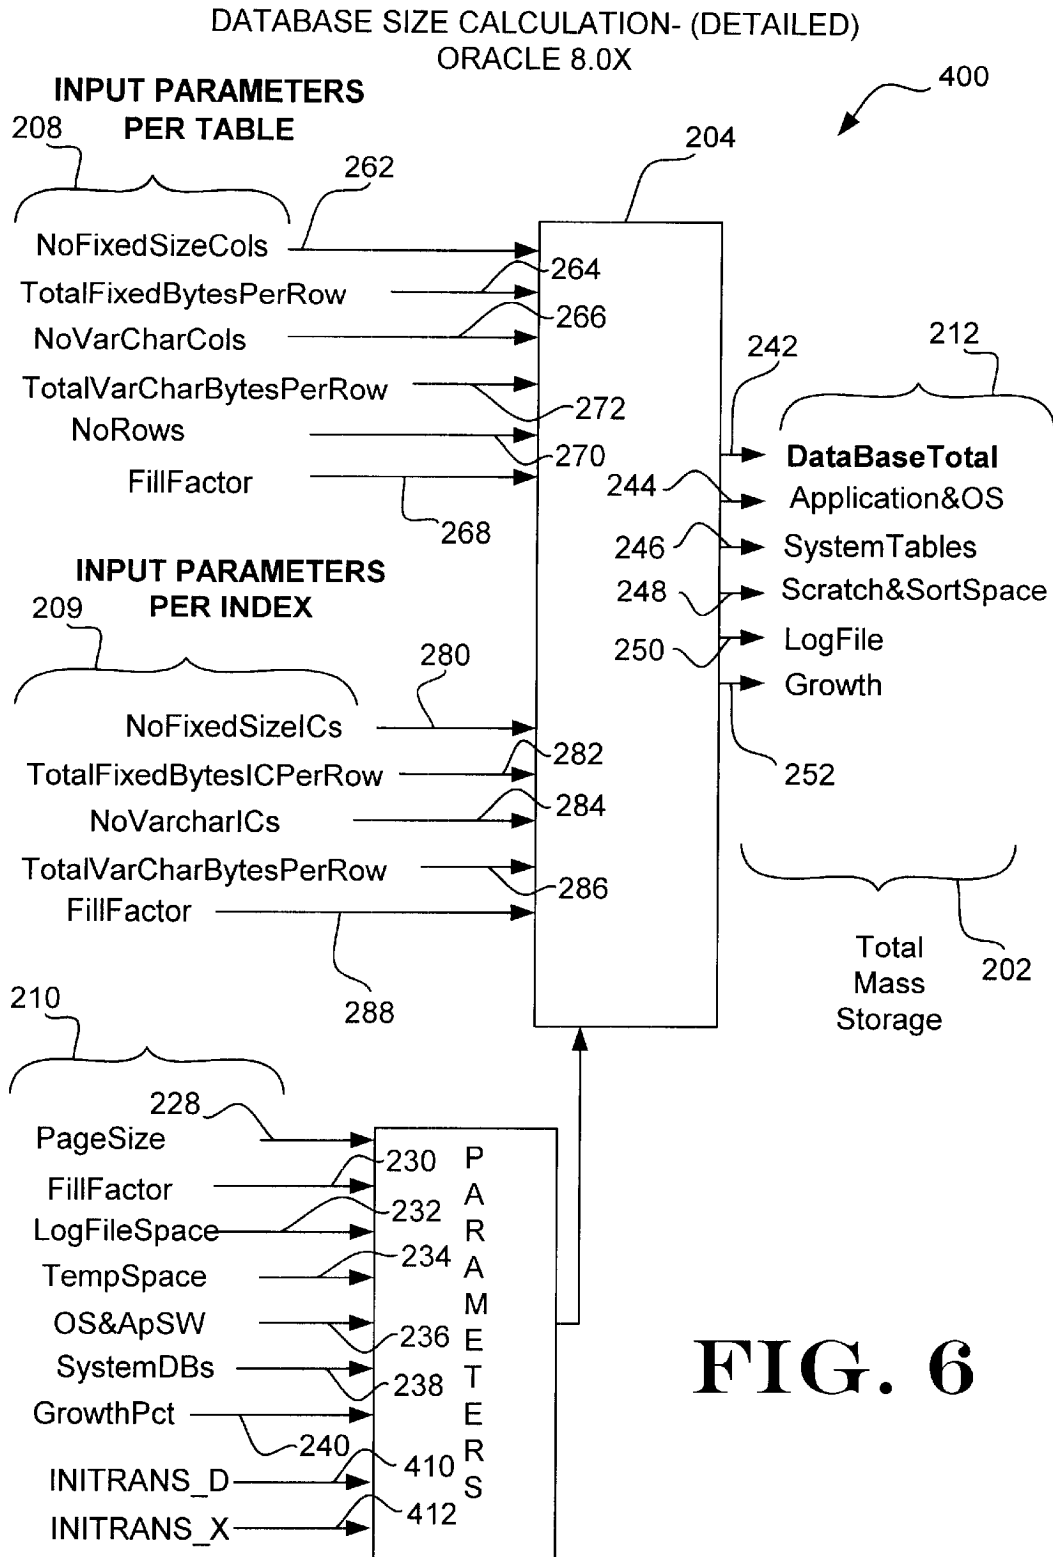 DATABASE SIZE CALCULATION- (DETAILED)
ORACLE 8.0X
400
INPUT PARAMETERS
PER TABLE
208
262
204
NoFixedSizeCols
264
TotalFixedBytesPerRow
266
NoVarCharCols
TotalVarCharBytesPerRow
272
NoRows
270
FillFactor
268
242
212
DataBaseTotal
244
Application&OS
246
SystemTables
248
Scratch&SortSpace
250
LogFile
Growth
252
INPUT PARAMETERS
PER INDEX
209
280
NoFixedSizeICs
282
TotalFixedBytesICPerRow
284
NoVarcharICs
TotalVarCharBytesPerRow
286
FillFactor
288
Total
Mass
Storage
202
210
228
PageSize
230
FillFactor
232
LogFileSpace
234
TempSpace
OS&ApSW
236
SystemDBs
238
GrowthPct
240
INITRANS_D
410
INITRANS_X
412
PARAMETERS
FIG. 6